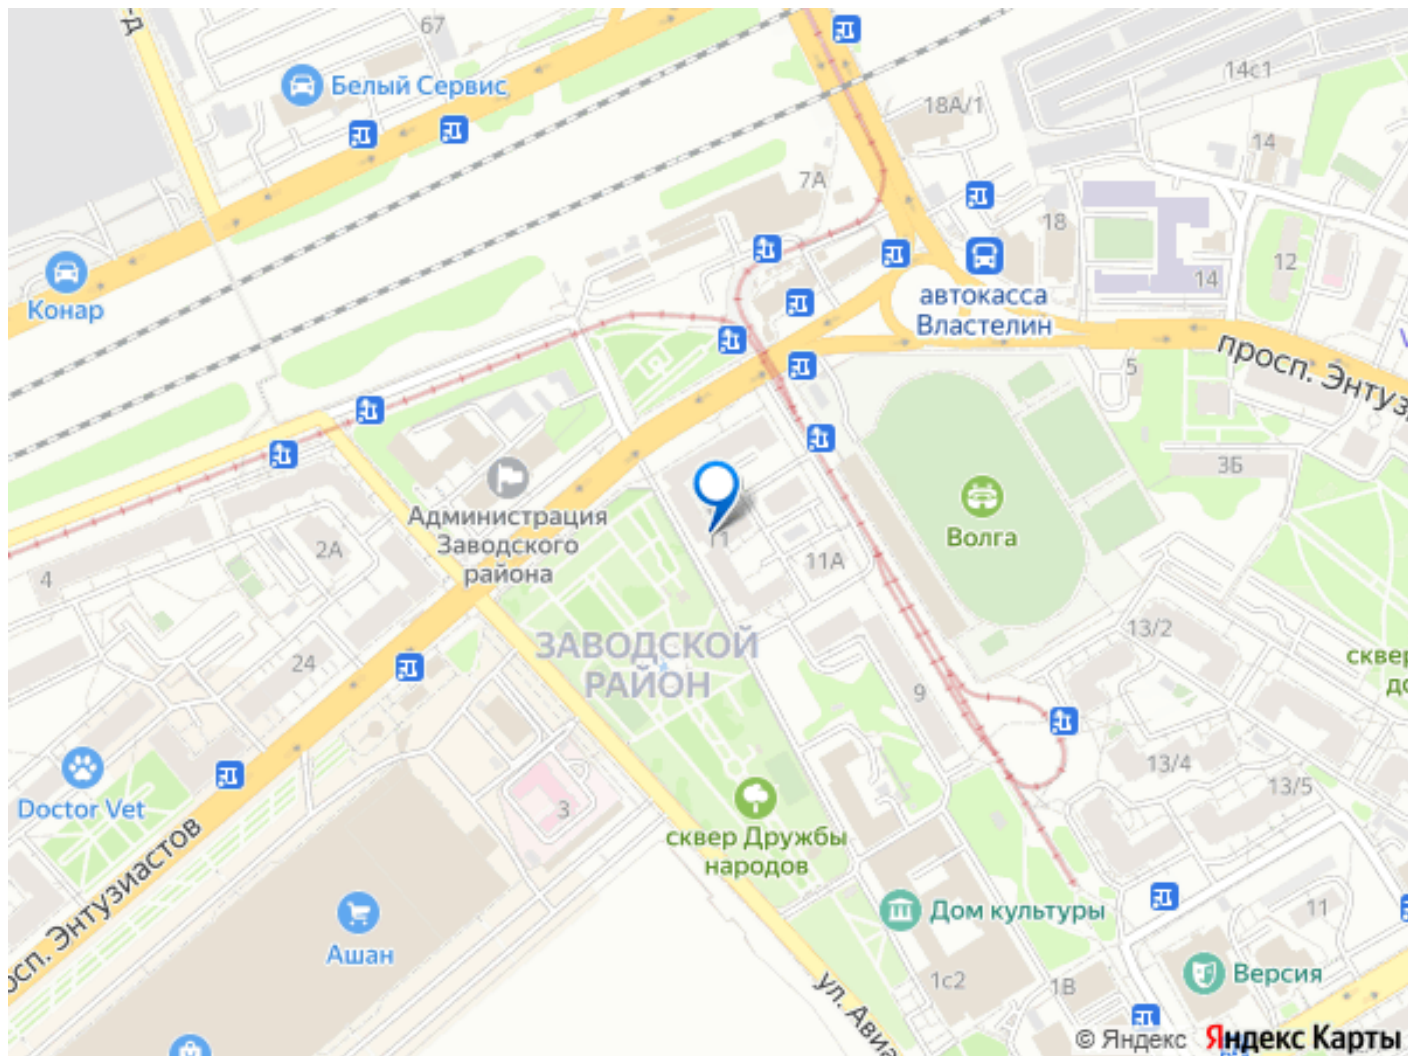 67
Белый Сервис
14с1
18А/1
14
7А
18
12
14
Конар
автокасса
Властелин
просп. Энтуз
5
3Б
Администрация
Заводского
района
Волга
2А
4
11
11А
13/2
ЗАВОДСКОЙ
РАЙОН
24
9
13/4
13/5
Doctor Vet
3
сквер Дружбы
народов
Ашан
просп. Энтузиастов
Дом культуры
11
Версия
1с2
1В
ул. Авиа
© Яндекс Яндекс Карты